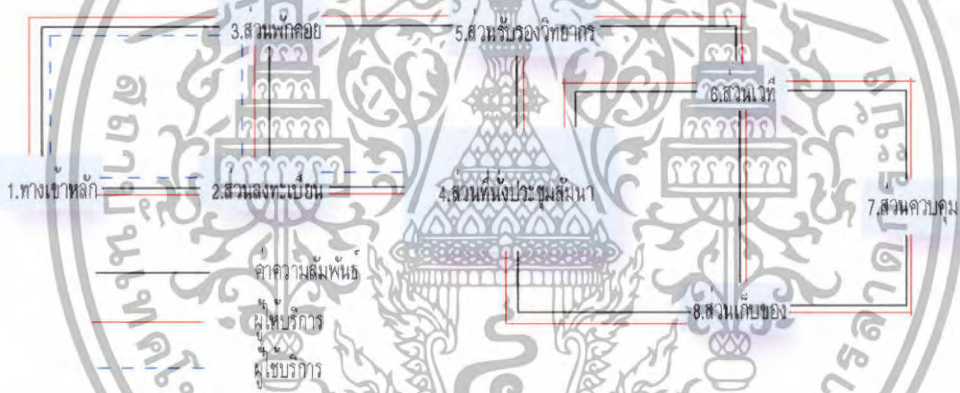 3.ส่วนพักคอย
5.ส่วนรับรองวิทยากร
6.ส่วนเวที
1.ทางเข้าหลัก
2.ส่วนลงทะเบียน
4.ส่วนที่นั่งประชุมสัมนา
7.ส่วนควบคุม
8.ส่วนเก็บของ
ค่าความสัมพันธ์
ผู้ให้บริการ
ผู้ใช้บริการ